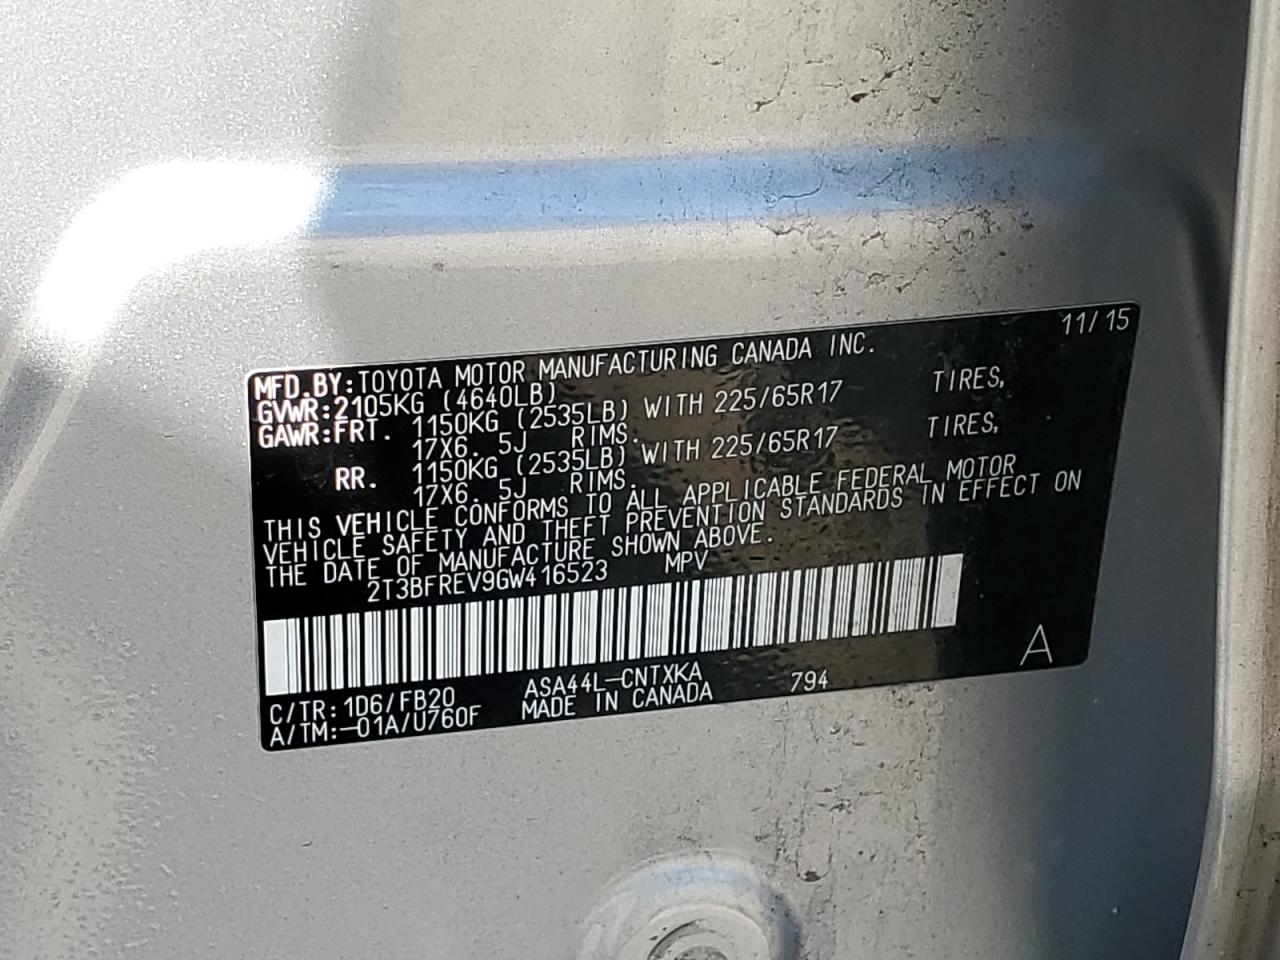 11/15
MFD.BY:TOYOTA MOTOR MANUFACTURING CANADA INC.
GVWR:2105KG (4640LB)
GAWR:FRT. 1150KG (2535LB) WITH 225/65R17 TIRES,
17X6.5J RIMS.
RR. 1150KG (2535LB) WITH 225/65R17 TIRES,
17X6.5J RIMS.
THIS VEHICLE CONFORMS TO ALL APPLICABLE FEDERAL MOTOR
VEHICLE SAFETY AND THEFT PREVENTION STANDARDS IN EFFECT ON
THE DATE OF MANUFACTURE SHOWN ABOVE.
2T3BFREV9GW416523 MPV
A
C/TR:1D6/FB20 ASA44L-CNTXKA 794
A/TM:-01A/U760F MADE IN CANADA